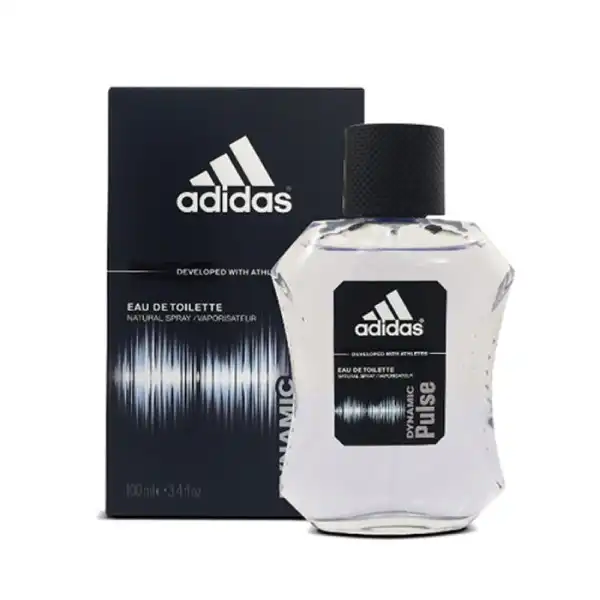 adidas
DEVELOPED WITH ATHL
EAU DE TOILETTE
NATURAL SPRAY / VAPORISATEUR
DYNAMIC
100 ml e • 3.4 fl oz
adidas
DEVELOPED WITH ATHLETES
EAU DE TOILETTE
NATURAL SPRAY / VAPORISATEUR
DYNAMIC
Pulse